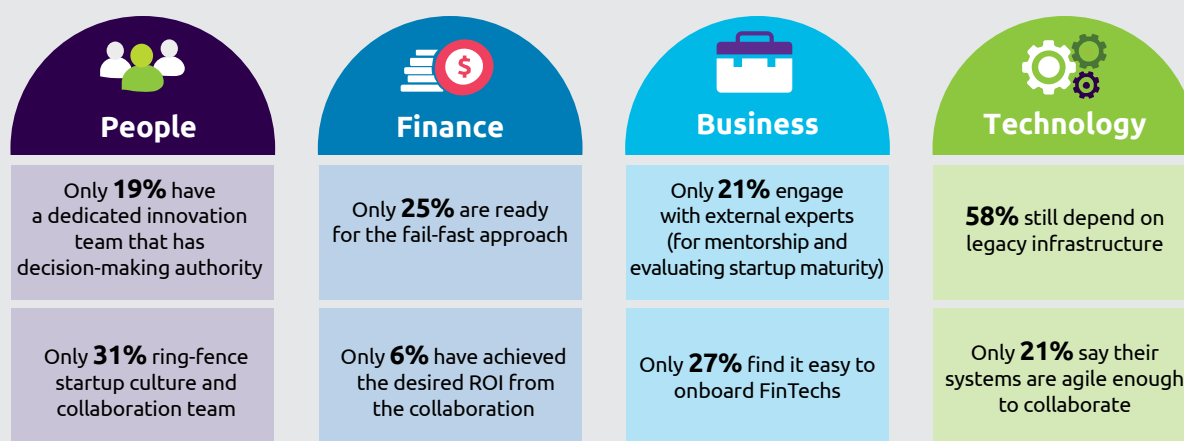 People
Only 19% have
a dedicated innovation
team that has
decision-making authority
Only 31% ring-fence
startup culture and
collaboration team
$
Finance
Only 25% are ready
for the fail-fast approach
Only 6% have achieved
the desired ROI from
the collaboration
Business
Only 21% engage
with external experts
(for mentorship and
evaluating startup maturity)
Only 27% find it easy to
onboard FinTechs
Technology
58% still depend on
legacy infrastructure
Only 21% say their
systems are agile enough
to collaborate